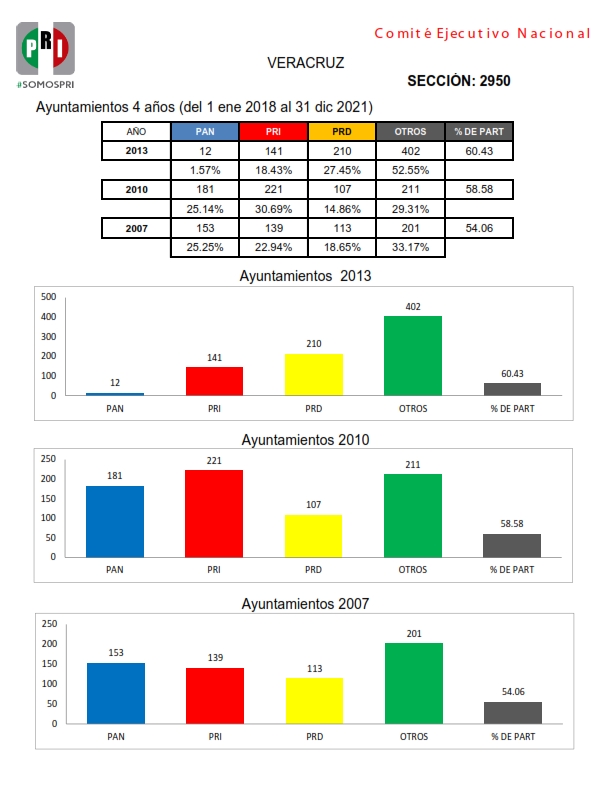 Comité Ejecutivo Nacional
PRI
#SOMOSPRI
VERACRUZ
SECCIÓN: 2950
Ayuntamientos 4 años (del 1 ene 2018 al 31 dic 2021)
AÑO PAN PRI PRD OTROS % DE PART
2013 12 141 210 402 60.43
1.57% 18.43% 27.45% 52.55%
2010 181 221 107 211 58.58
25.14% 30.69% 14.86% 29.31%
2007 153 139 113 201 54.06
25.25% 22.94% 18.65% 33.17%
Ayuntamientos 2013
500
400
300
200
100
0
12 141 210 402 60.43
PAN PRI PRD OTROS % DE PART
Ayuntamientos 2010
250
200
150
100
50
0
181 221 107 211 58.58
PAN PRI PRD OTROS % DE PART
Ayuntamientos 2007
250
200
150
100
50
0
153 139 113 201 54.06
PAN PRI PRD OTROS % DE PART